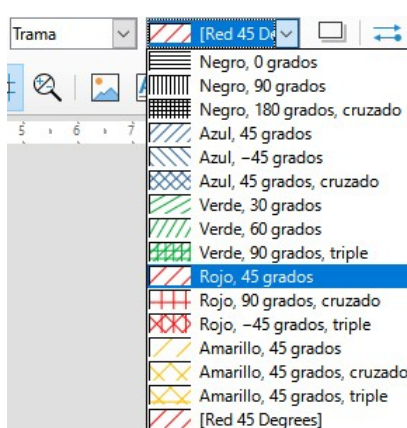 Trama [Red 45 De
5 6 7
Negro, 0 grados
Negro, 90 grados
Negro, 180 grados, cruzado
Azul, 45 grados
Azul, −45 grados
Azul, 45 grados, cruzado
Verde, 30 grados
Verde, 60 grados
Verde, 90 grados, triple
Rojo, 45 grados
Rojo, 90 grados, cruzado
Rojo, −45 grados, triple
Amarillo, 45 grados
Amarillo, 45 grados, cruzado
Amarillo, 45 grados, triple
[Red 45 Degrees]